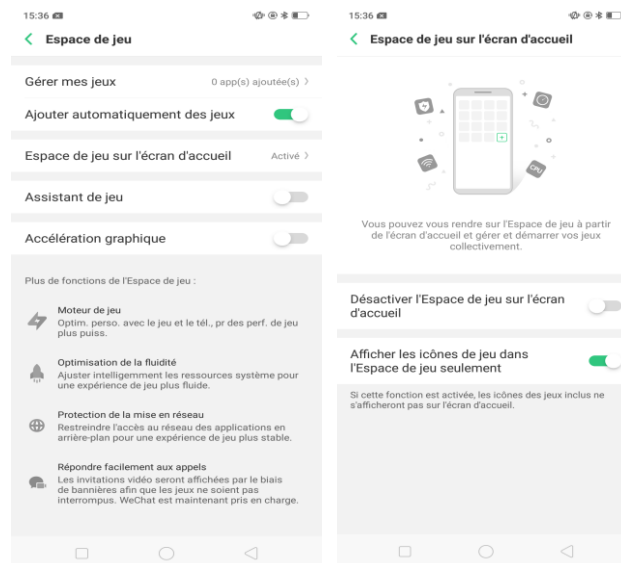 15:36
Espace de jeu
Gérer mes jeux 0 app(s) ajoutée(s)
Ajouter automatiquement des jeux
Espace de jeu sur l'écran d'accueil Activé
Assistant de jeu
Accélération graphique
Plus de fonctions de l'Espace de jeu :
Moteur de jeu
Optim. perso. avec le jeu et le tél., pr des perf. de jeu
plus puiss.
Optimisation de la fluidité
Ajuster intelligemment les ressources système pour
une expérience de jeu plus fluide.
Protection de la mise en réseau
Restreindre l'accès au réseau des applications en
arrière-plan pour une expérience de jeu plus stable.
Répondre facilement aux appels
Les invitations vidéo seront affichées par le biais
de bannières afin que les jeux ne soient pas
interrompus. WeChat est maintenant pris en charge.
15:36
Espace de jeu sur l'écran d'accueil
CPU
Vous pouvez vous rendre sur l'Espace de jeu à partir
de l'écran d'accueil et gérer et démarrer vos jeux
collectivement.
Désactiver l'Espace de jeu sur l'écran
d'accueil
Afficher les icônes de jeu dans
l'Espace de jeu seulement
Si cette fonction est activée, les icônes des jeux inclus ne
s'afficheront pas sur l'écran d'accueil.